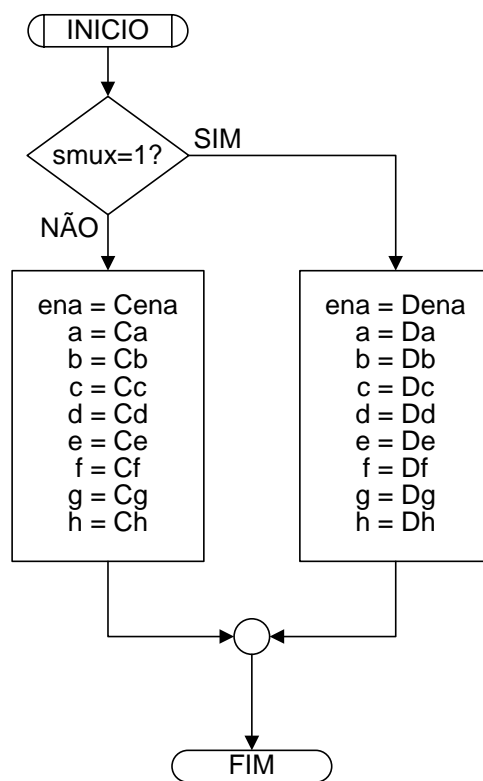 INICIO
smux=1?
SIM
NÃO
ena = Cena
a = Ca
b = Cb
c = Cc
d = Cd
e = Ce
f = Cf
g = Cg
h = Ch
ena = Dena
a = Da
b = Db
c = Dc
d = Dd
e = De
f = Df
g = Dg
h = Dh
FIM